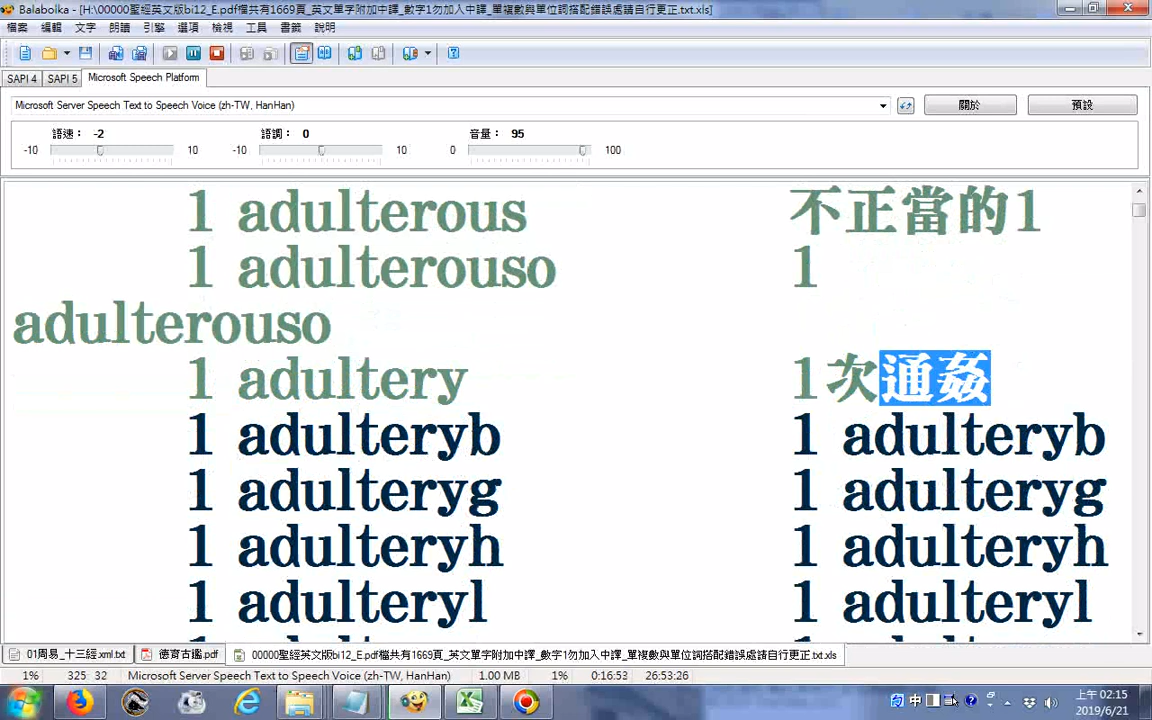 Balabolka - [H:\00000聖經英文版bi12_E.pdf檔共有1669頁_英文單字附加中譯_數字1勿加入中譯_單複數與單位詞搭配錯誤處請自行更正.txt.xls]
檔案 編輯 文字 朗讀 引擎 選項 檢視 工具 書籤 說明
SAPI 4 SAPI 5 Microsoft Speech Platform
Microsoft Server Speech Text to Speech Voice (zh-TW, HanHan) 關於 預設
語速： -2 語調： 0 音量： 95
-10 10 -10 10 0 100
1 adulterous 不正當的1
1 adulterouso 1
adulterouso
1 adultery 1次通姦
1 adulteryb 1 adulteryb
1 adulteryg 1 adulteryg
1 adulteryh 1 adulteryh
1 adulteryl 1 adulteryl
01周易_十三經.xml.txt 德育古鑑.pdf 00000聖經英文版bi12_E.pdf檔共有1669頁_英文單字附加中譯_數字1勿加入中譯_單複數與單位詞搭配錯誤處請自行更正.txt.xls
1% 325 32 Microsoft Server Speech Text to Speech Voice (zh-TW, HanHan) 1.00 MB 1% 0:16:53 26:53:26
中 上午 02:15
2019/6/21